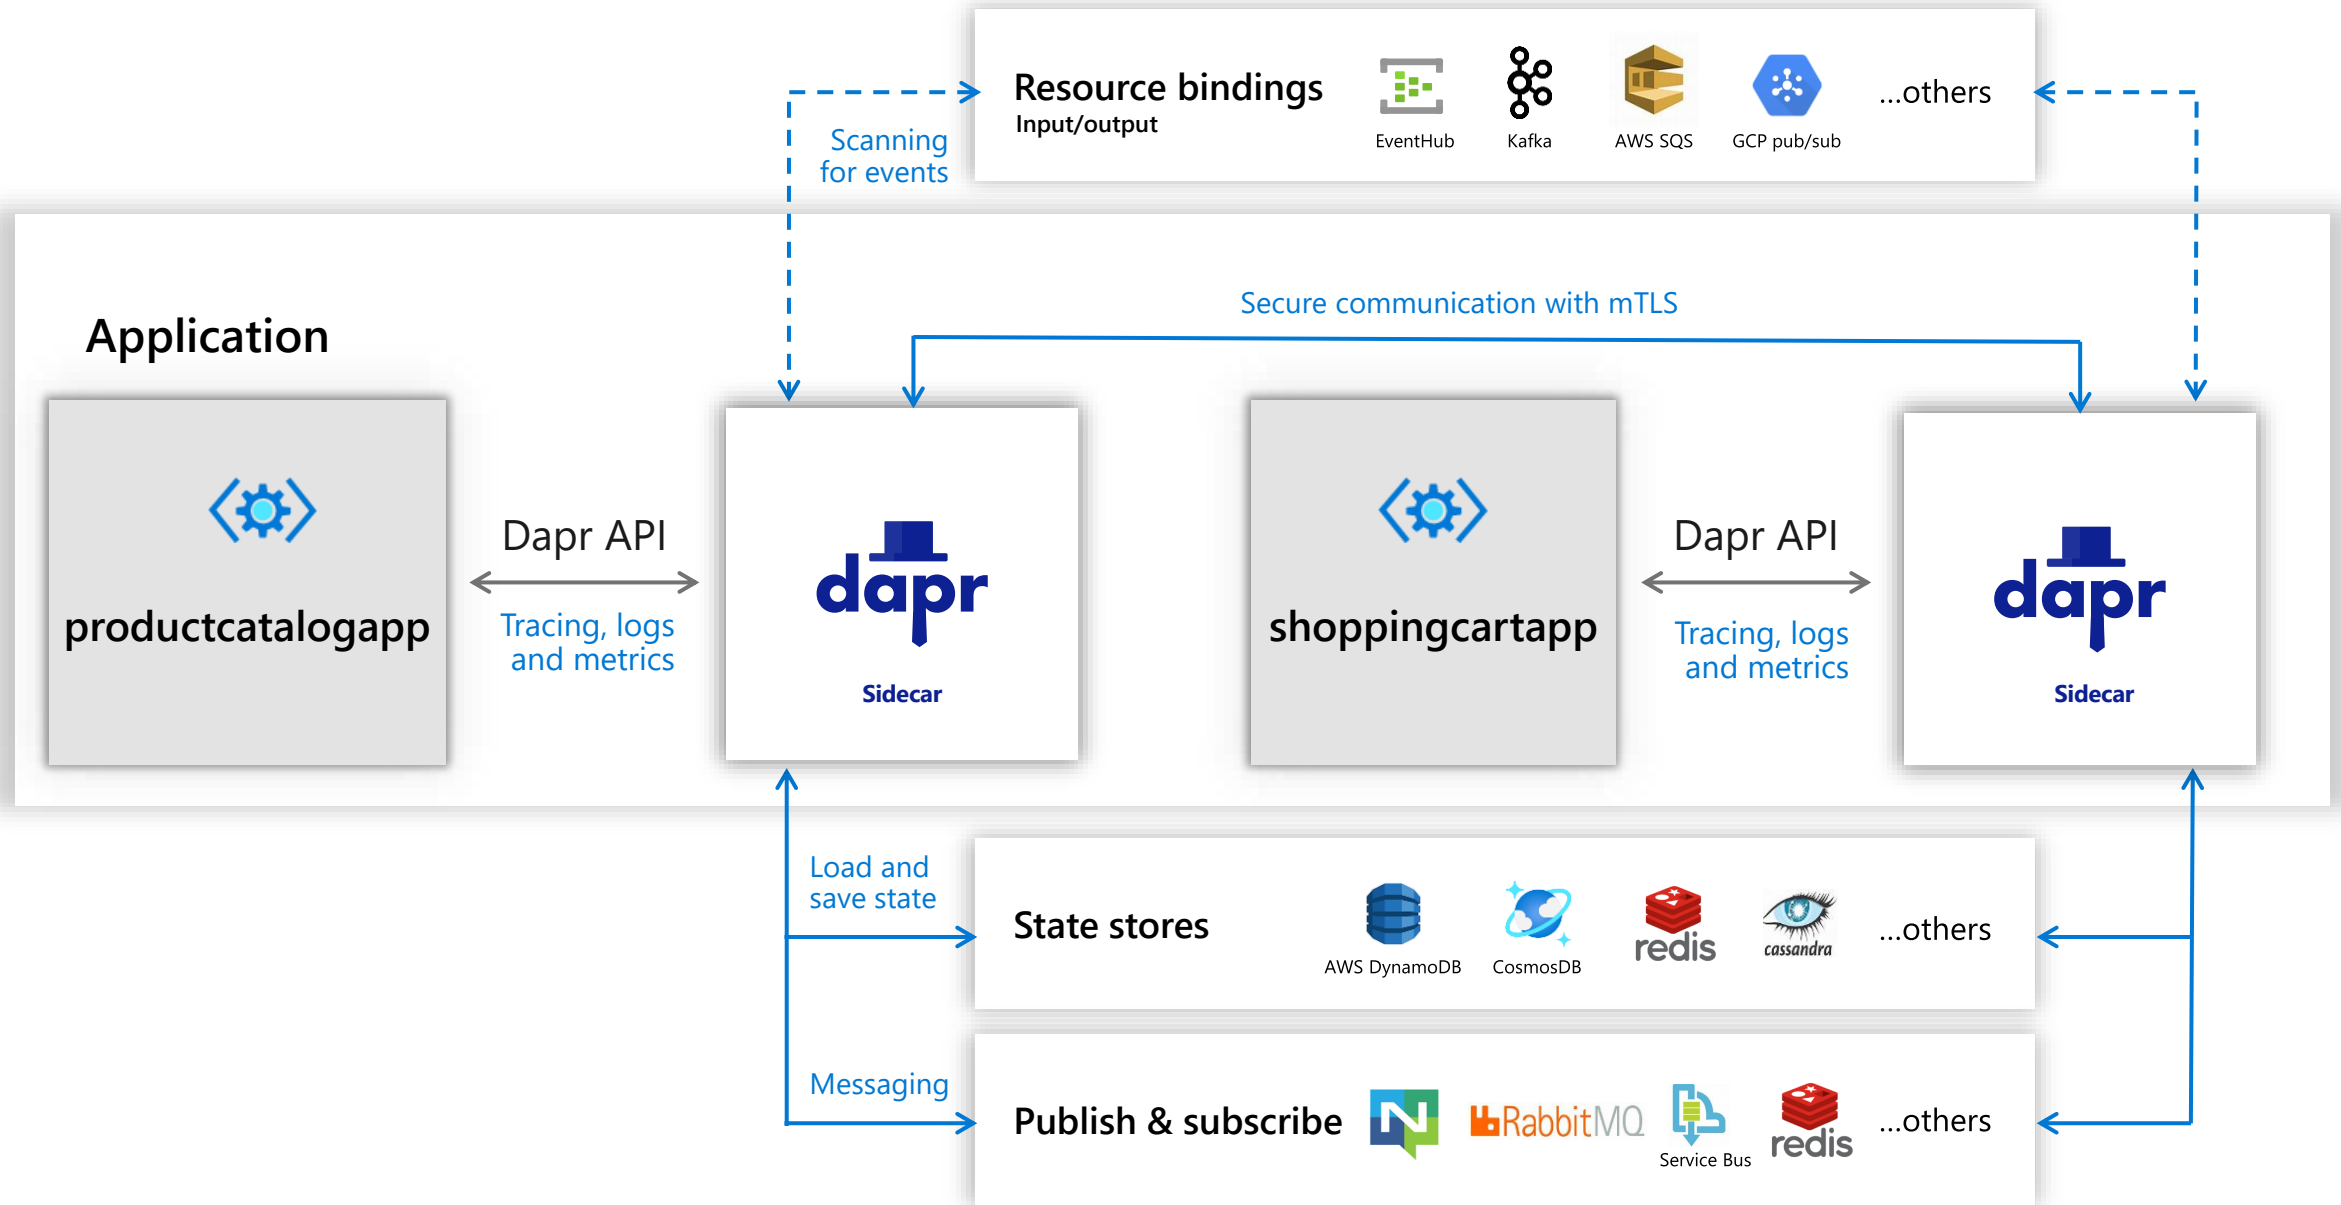 Resource bindings
Input/output
EventHub
Kafka
AWS SQS
GCP pub/sub
...others
Scanning
for events
Application
Secure communication with mTLS
productcatalogapp
Dapr API
Tracing, logs
and metrics
dapr
Sidecar
shoppingcartapp
Dapr API
Tracing, logs
and metrics
dapr
Sidecar
Load and
save state
State stores
AWS DynamoDB
CosmosDB
redis
cassandra
...others
Messaging
Publish & subscribe
N
RabbitMQ
Service Bus
redis
...others